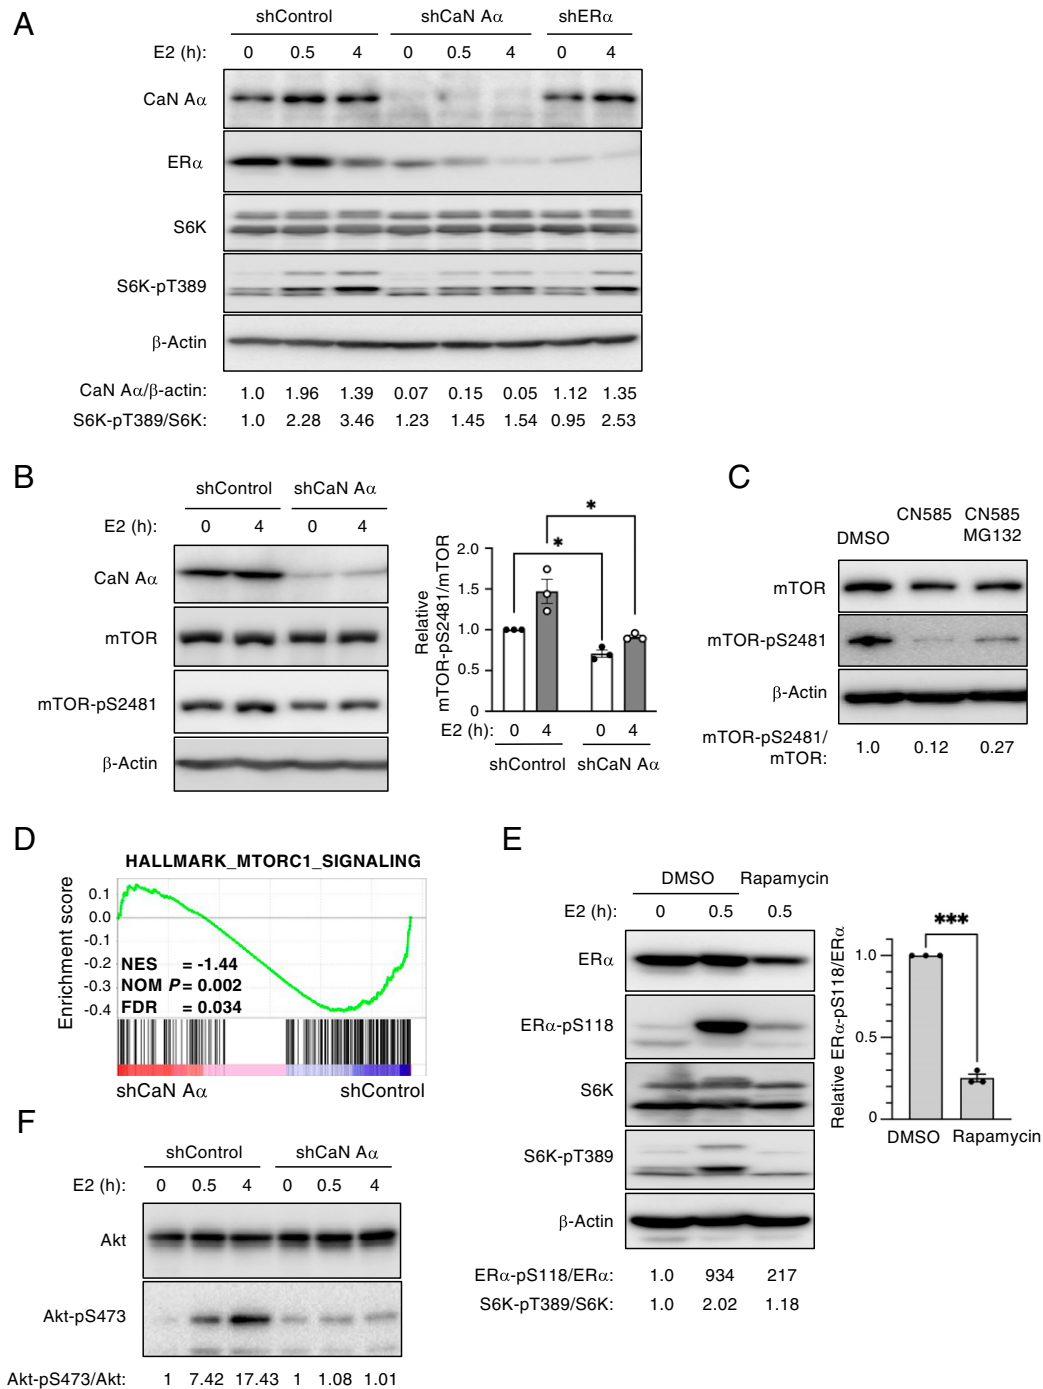 A
shControl shCaN Aα shERα
E2 (h): 0 0.5 4 0 0.5 4 0 4
CaN Aα
ERα
S6K
S6K-pT389
β-Actin
CaN Aα/β-actin: 1.0 1.96 1.39 0.07 0.15 0.05 1.12 1.35
S6K-pT389/S6K: 1.0 2.28 3.46 1.23 1.45 1.54 0.95 2.53
B
shControl shCaN Aα
E2 (h): 0 4 0 4
CaN Aα
mTOR
mTOR-pS2481
β-Actin
Relative
mTOR-pS2481/mTOR
2.0
1.5
1.0
0.5
0
* *
E2 (h): 0 4 0 4
shControl shCaN Aα
C
DMSO CN585 CN585
MG132
mTOR
mTOR-pS2481
β-Actin
mTOR-pS2481/
mTOR: 1.0 0.12 0.27
D
HALLMARK_MTORC1_SIGNALING
Enrichment score
0.1
0.0
-0.1
-0.2
-0.3
-0.4
NES = -1.44
NOM P = 0.002
FDR = 0.034
shCaN Aα shControl
E
DMSO Rapamycin
E2 (h): 0 0.5 0.5
ERα
ERα-pS118
S6K
S6K-pT389
β-Actin
ERα-pS118/ERα: 1.0 934 217
S6K-pT389/S6K: 1.0 2.02 1.18
Relative ERα-pS118/ERα
1.0
0.5
0
***
DMSO Rapamycin
F
shControl shCaN Aα
E2 (h): 0 0.5 4 0 0.5 4
Akt
Akt-pS473
Akt-pS473/Akt: 1 7.42 17.43 1 1.08 1.01